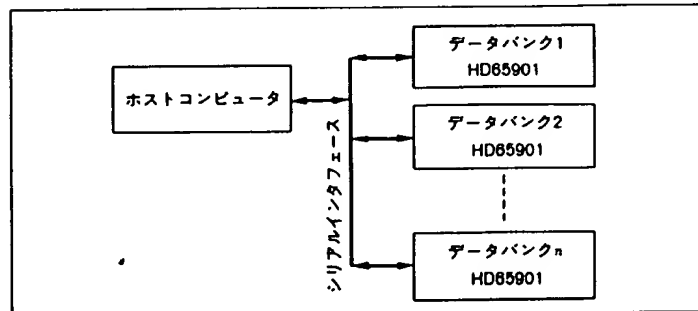 ホストコンピュータ
シリアルインタフェース
データバンク1
HD65901
データバンク2
HD65901
データバンクn
HD65901